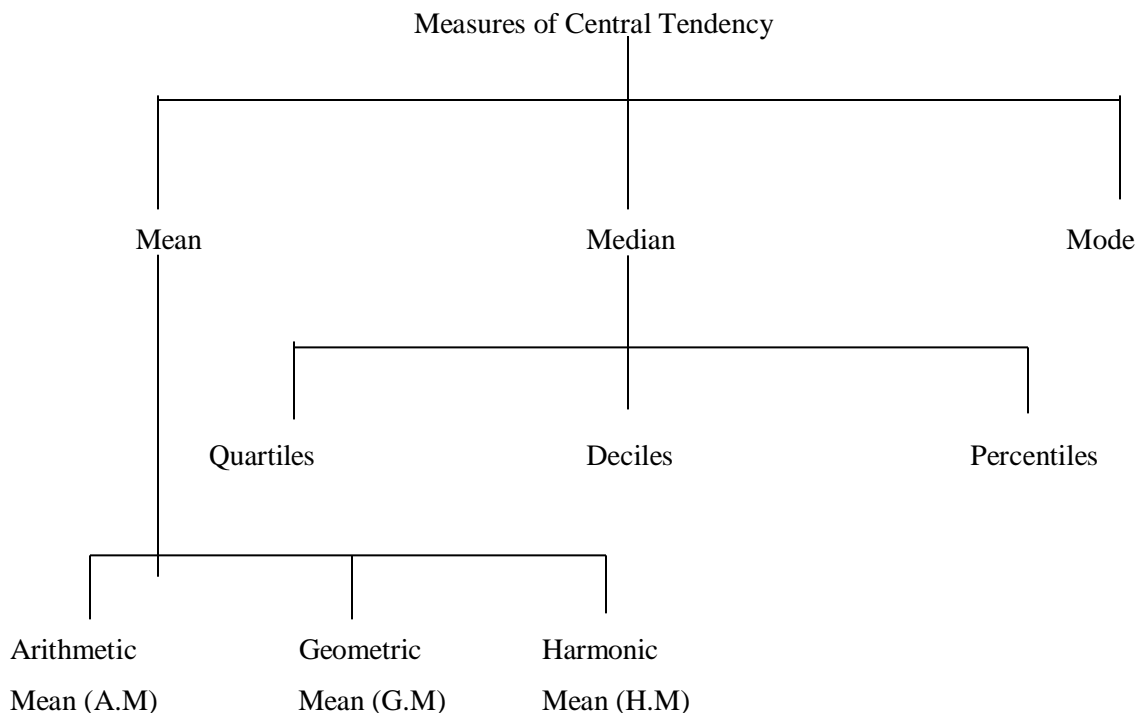 Measures of Central Tendency
Mean Median Mode
Quartiles Deciles Percentiles
Arithmetic Geometric Harmonic
Mean (A.M) Mean (G.M) Mean (H.M)